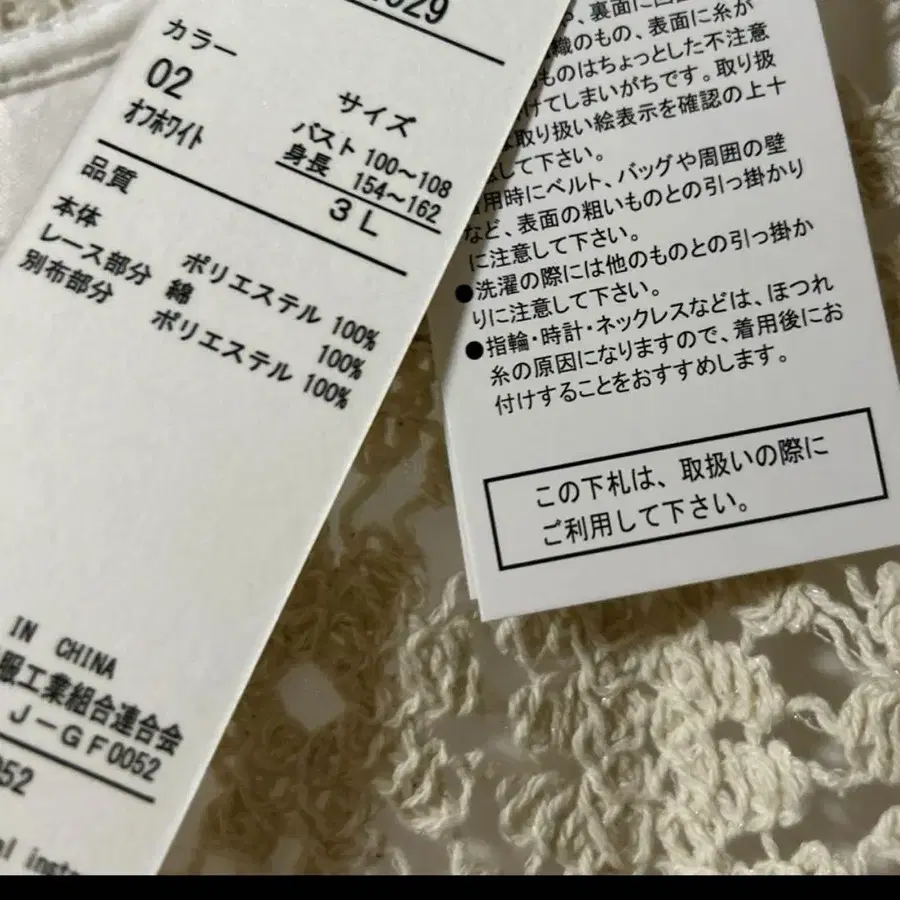 1029
カラー
02
オフホワイト
サイズ
バスト 100〜108
身長 154〜162
3L
品質
本体 ポリエステル 100%
レース部分 綿 100%
別布部分 ポリエステル 100%
IN CHINA
服工業組合連合会
J-GF0052
052
、裏面に凹
織のもの、表面に糸が
ものはちょっとした不注意
けてしまいがちです。取り扱
取り扱い絵表示を確認の上十
して下さい。
着用時にベルト、バッグや周囲の壁
など、表面の粗いものとの引っ掛かり
に注意して下さい。
●洗濯の際には他のものとの引っ掛か
りに注意して下さい。
●指輪・時計・ネックレスなどは、ほつれ
糸の原因になりますので、着用後にお
付けすることをおすすめします。
この下札は、取扱いの際に
ご利用して下さい。